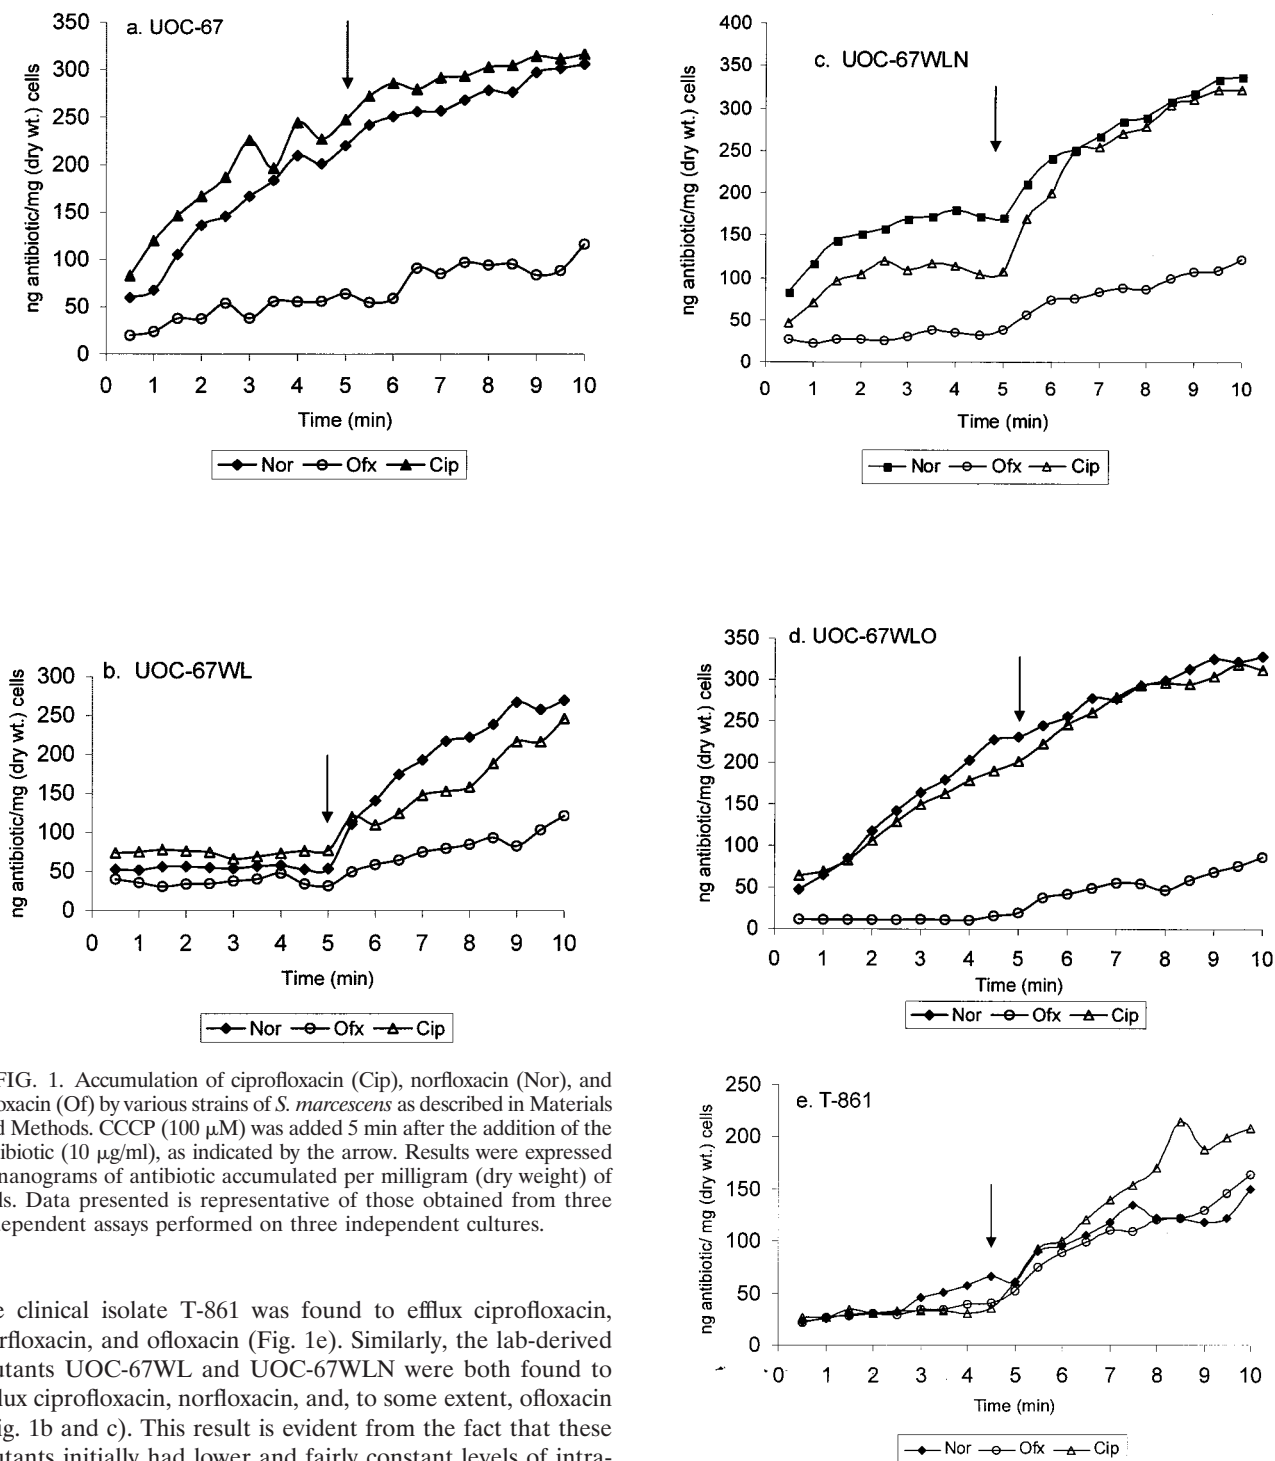 a. UOC-67
350
300
250
200
150
100
50
0
ng antibiotic/mg (dry wt.) cells
0 1 2 3 4 5 6 7 8 9 10
Time (min)
Nor Ofx Cip
b. UOC-67WL
300
250
200
150
100
50
0
ng antibiotic/mg (dry wt.) cells
0 1 2 3 4 5 6 7 8 9 10
Time (min)
Nor Ofx Cip
FIG. 1. Accumulation of ciprofloxacin (Cip), norfloxacin (Nor), and
oxacin (Of) by various strains of S. marcescens as described in Materials
d Methods. CCCP (100 μM) was added 5 min after the addition of the
ibiotic (10 μg/ml), as indicated by the arrow. Results were expressed
nanograms of antibiotic accumulated per milligram (dry weight) of
ls. Data presented is representative of those obtained from three
dependent assays performed on three independent cultures.
e clinical isolate T-861 was found to efflux ciprofloxacin,
rfloxacin, and ofloxacin (Fig. 1e). Similarly, the lab-derived
utants UOC-67WL and UOC-67WLN were both found to
lux ciprofloxacin, norfloxacin, and, to some extent, ofloxacin
ig. 1b and c). This result is evident from the fact that these
utants initially had lower and fairly constant levels of intra-
c. UOC-67WLN
400
350
300
250
200
150
100
50
0
ng antibiotic/mg (dry wt.) cells
0 1 2 3 4 5 6 7 8 9 10
Time (min)
Nor Ofx Cip
d. UOC-67WLO
350
300
250
200
150
100
50
0
ng antibiotic/mg (dry wt.) cells
0 1 2 3 4 5 6 7 8 9 10
Time (min)
Nor Ofx Cip
e. T-861
250
200
150
100
50
0
ng antibiotic/ mg (dry wt.) cells
0 1 2 3 4 5 6 7 8 9 10
Time (min)
Nor Ofx Cip